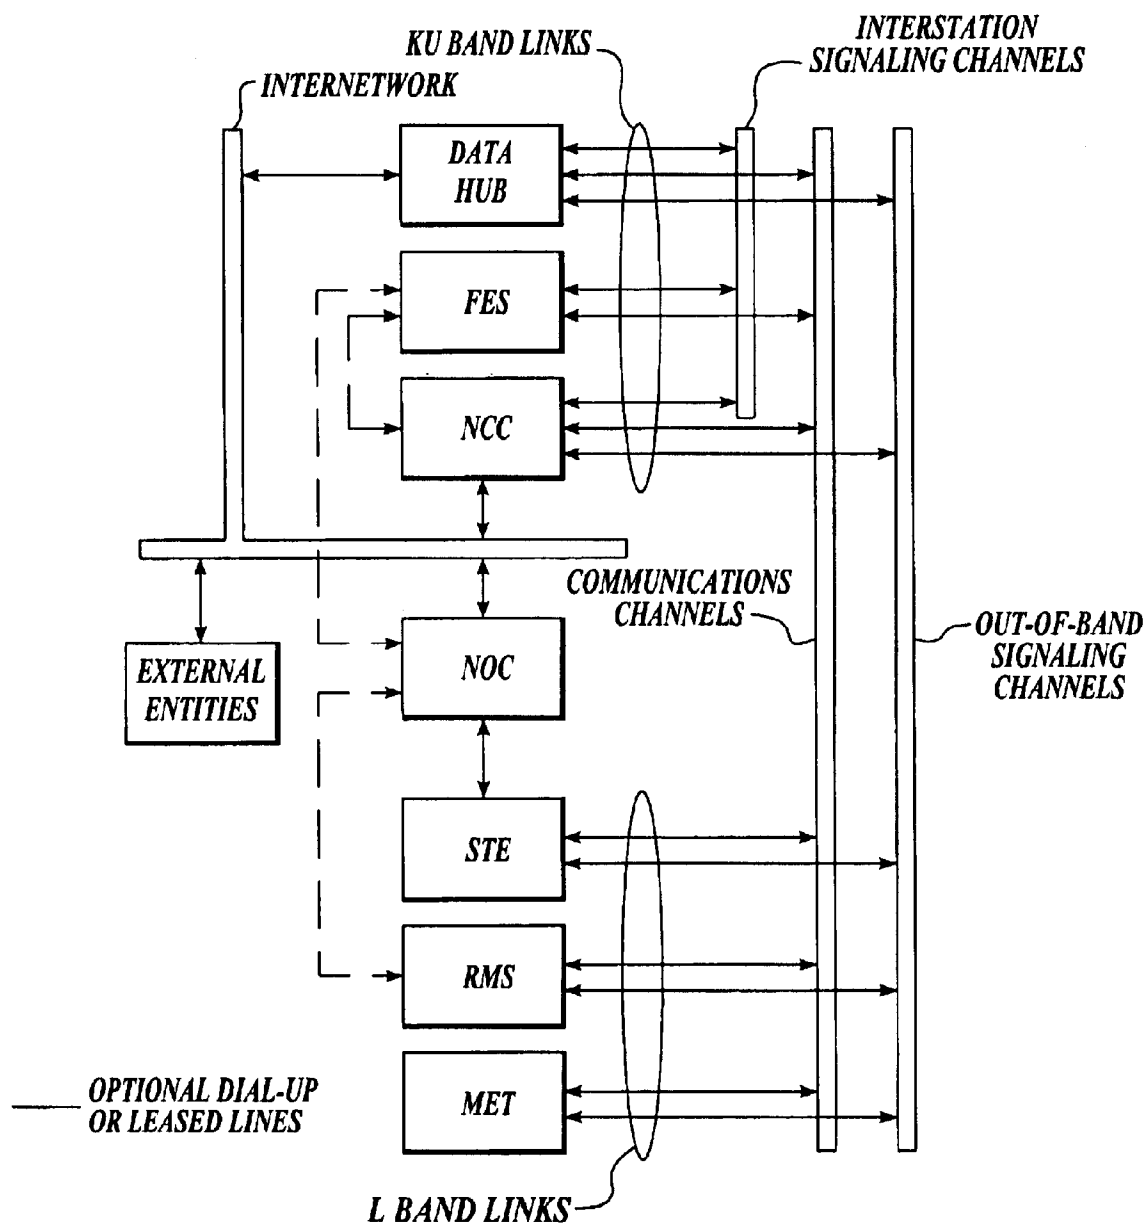 KU BAND LINKS
INTERSTATION
SIGNALING CHANNELS
INTERNETWORK
DATA
HUB
FES
NCC
COMMUNICATIONS
CHANNELS
OUT-OF-BAND
SIGNALING
CHANNELS
EXTERNAL
ENTITIES
NOC
STE
RMS
OPTIONAL DIAL-UP
OR LEASED LINES
MET
L BAND LINKS